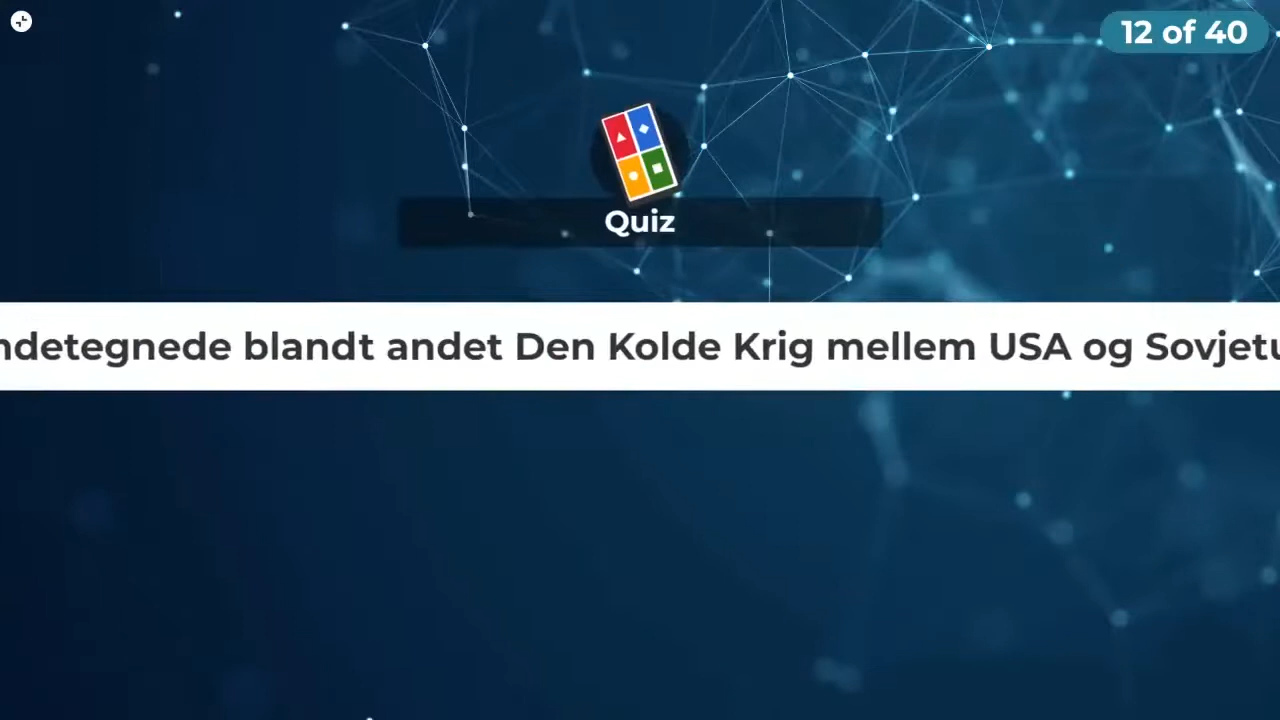 12 of 40
Quiz
ndetegnede blandt andet Den Kolde Krig mellem USA og Sovjetu